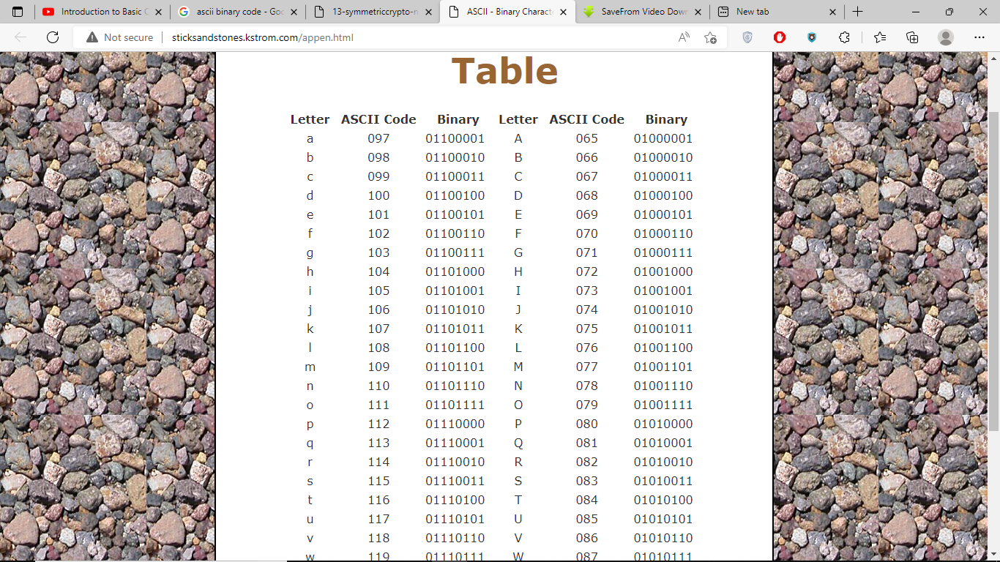 Introduction to Basic C
ascii binary code - Goo
13-symmetriccrypto-n
ASCII - Binary Charact
SaveFrom Video Down
New tab
Not secure
sticksandstones.kstrom.com/appen.html
Table
Letter ASCII Code Binary Letter ASCII Code Binary
a 097 01100001 A 065 01000001
b 098 01100010 B 066 01000010
c 099 01100011 C 067 01000011
d 100 01100100 D 068 01000100
e 101 01100101 E 069 01000101
f 102 01100110 F 070 01000110
g 103 01100111 G 071 01000111
h 104 01101000 H 072 01001000
i 105 01101001 I 073 01001001
j 106 01101010 J 074 01001010
k 107 01101011 K 075 01001011
l 108 01101100 L 076 01001100
m 109 01101101 M 077 01001101
n 110 01101110 N 078 01001110
o 111 01101111 O 079 01001111
p 112 01110000 P 080 01010000
q 113 01110001 Q 081 01010001
r 114 01110010 R 082 01010010
s 115 01110011 S 083 01010011
t 116 01110100 T 084 01010100
u 117 01110101 U 085 01010101
v 118 01110110 V 086 01010110
w 119 01110111 W 087 01010111